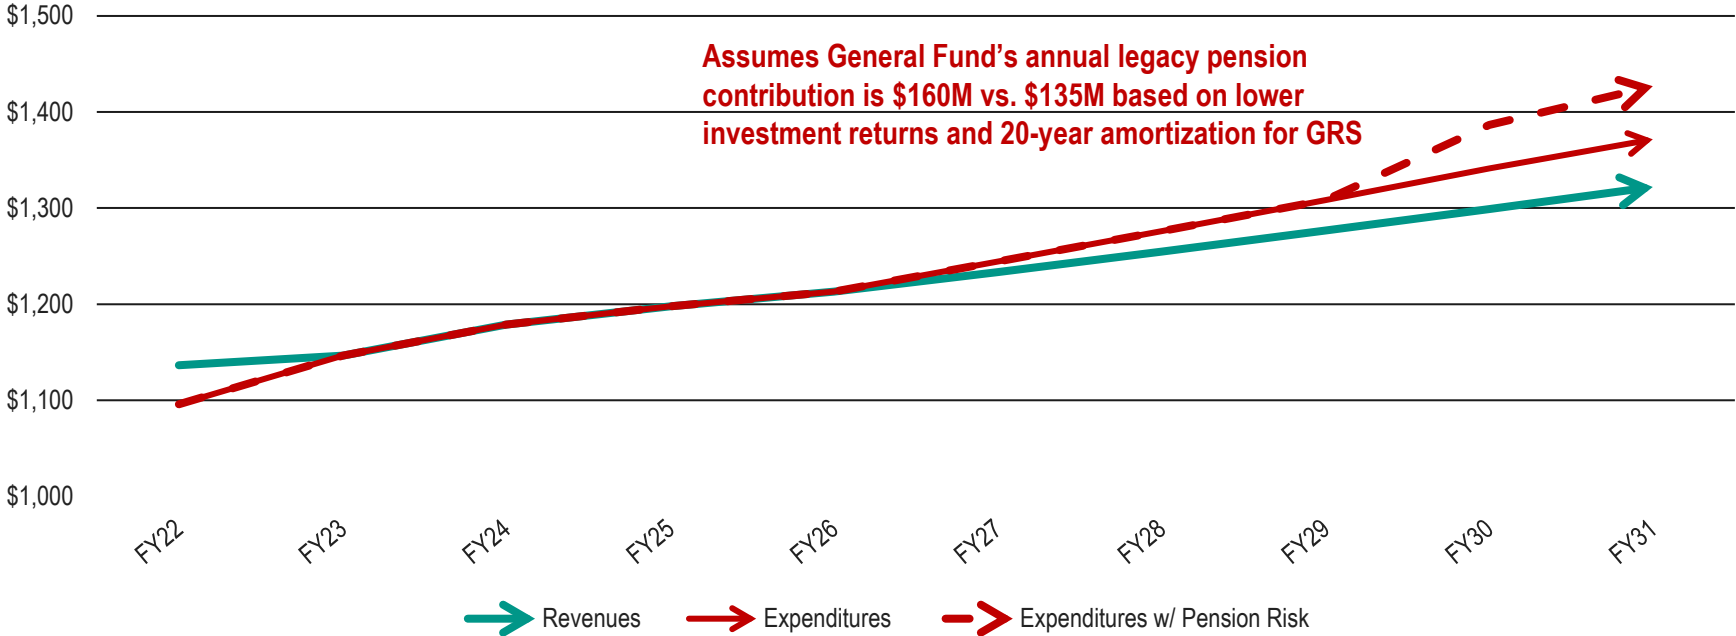 $1,500
Assumes General Fund’s annual legacy pension
contribution is $160M vs. $135M based on lower
investment returns and 20-year amortization for GRS
$1,400
$1,300
$1,200
$1,100
$1,000
FY22
FY23
FY24
FY25
FY26
FY27
FY28
FY29
FY30
FY31
Revenues
Expenditures
Expenditures w/ Pension Risk